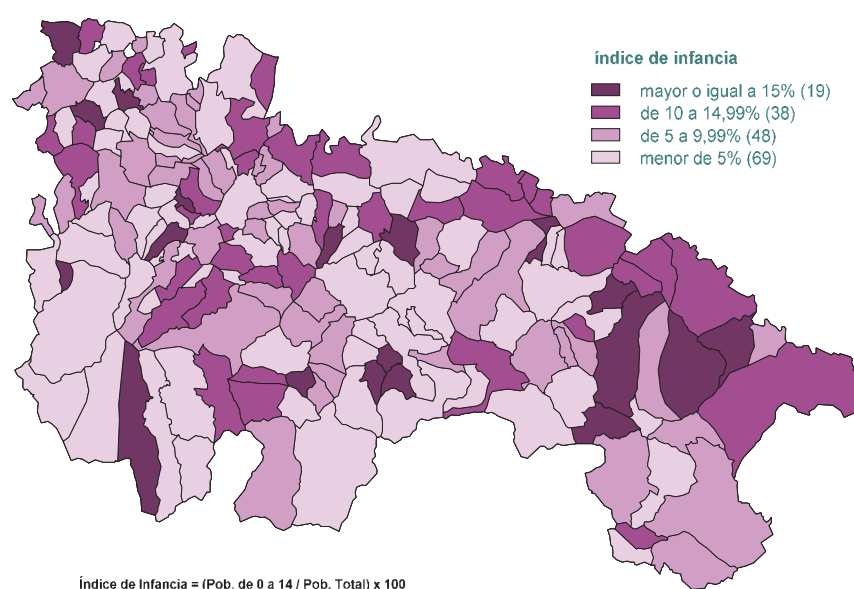 índice de infancia
mayor o igual a 15% (19)
de 10 a 14,99% (38)
de 5 a 9,99% (48)
menor de 5% (69)
Índice de Infancia = (Pob. de 0 a 14 / Pob. Total) x 100